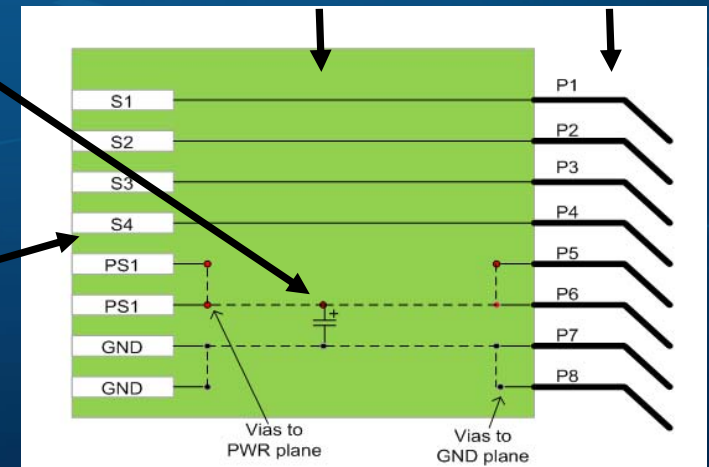 S1
P1
S2
P2
S3
P3
S4
P4
PS1
P5
PS1
P6
+
GND
P7
GND
P8
Vias to
PWR plane
Vias to
GND plane